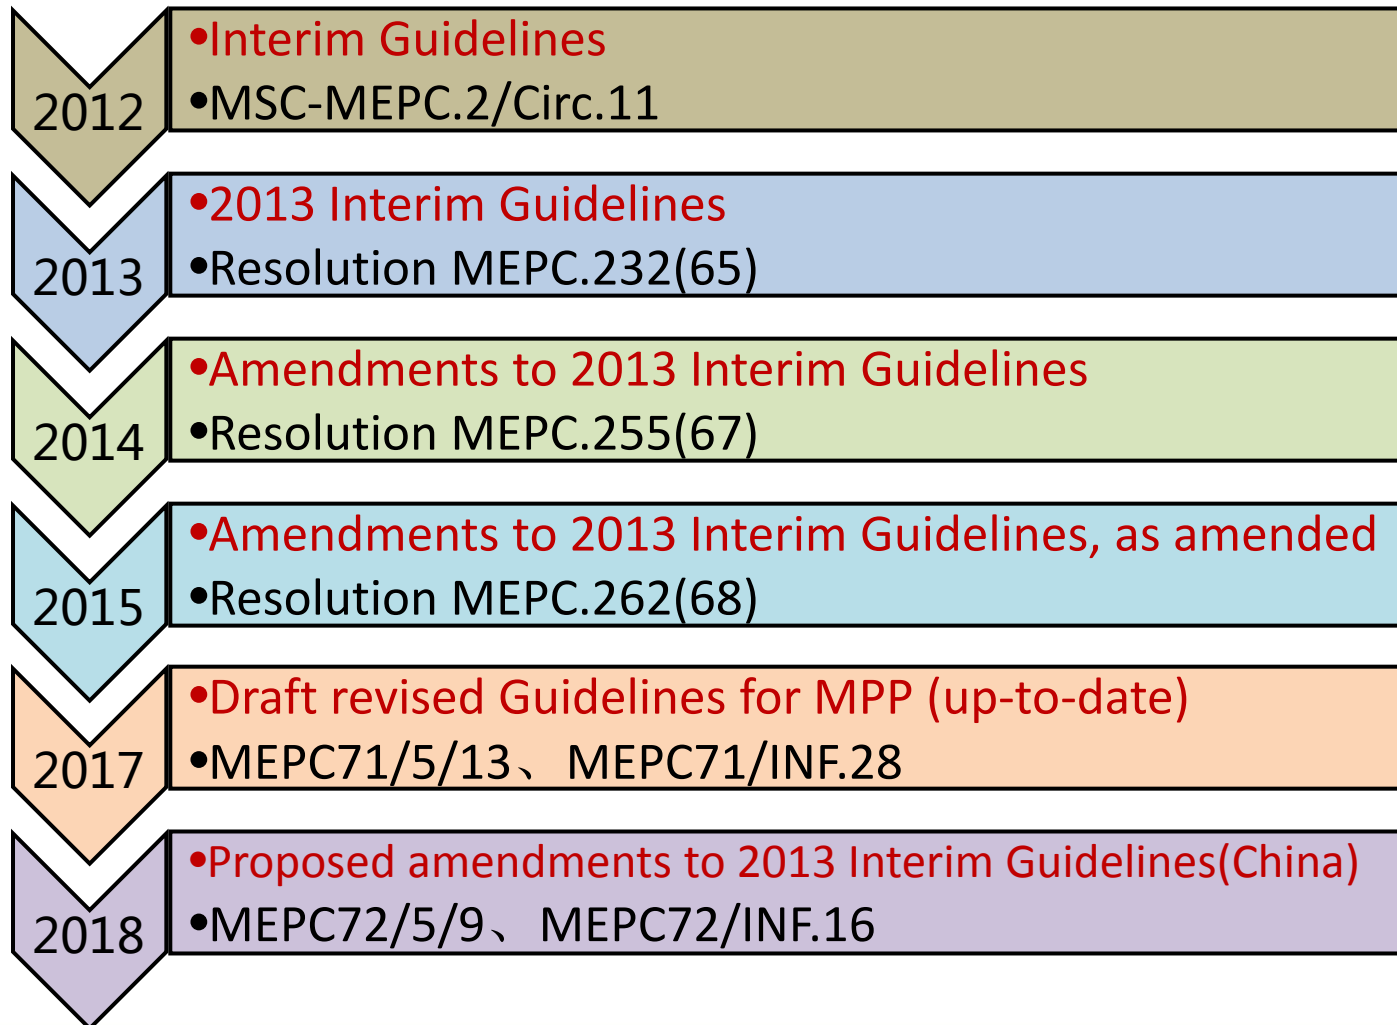 2012
•Interim Guidelines
•MSC-MEPC.2/Circ.11
2013
•2013 Interim Guidelines
•Resolution MEPC.232(65)
2014
•Amendments to 2013 Interim Guidelines
•Resolution MEPC.255(67)
2015
•Amendments to 2013 Interim Guidelines, as amended
•Resolution MEPC.262(68)
2017
•Draft revised Guidelines for MPP (up-to-date)
•MEPC71/5/13、MEPC71/INF.28
2018
•Proposed amendments to 2013 Interim Guidelines(China)
•MEPC72/5/9、MEPC72/INF.16